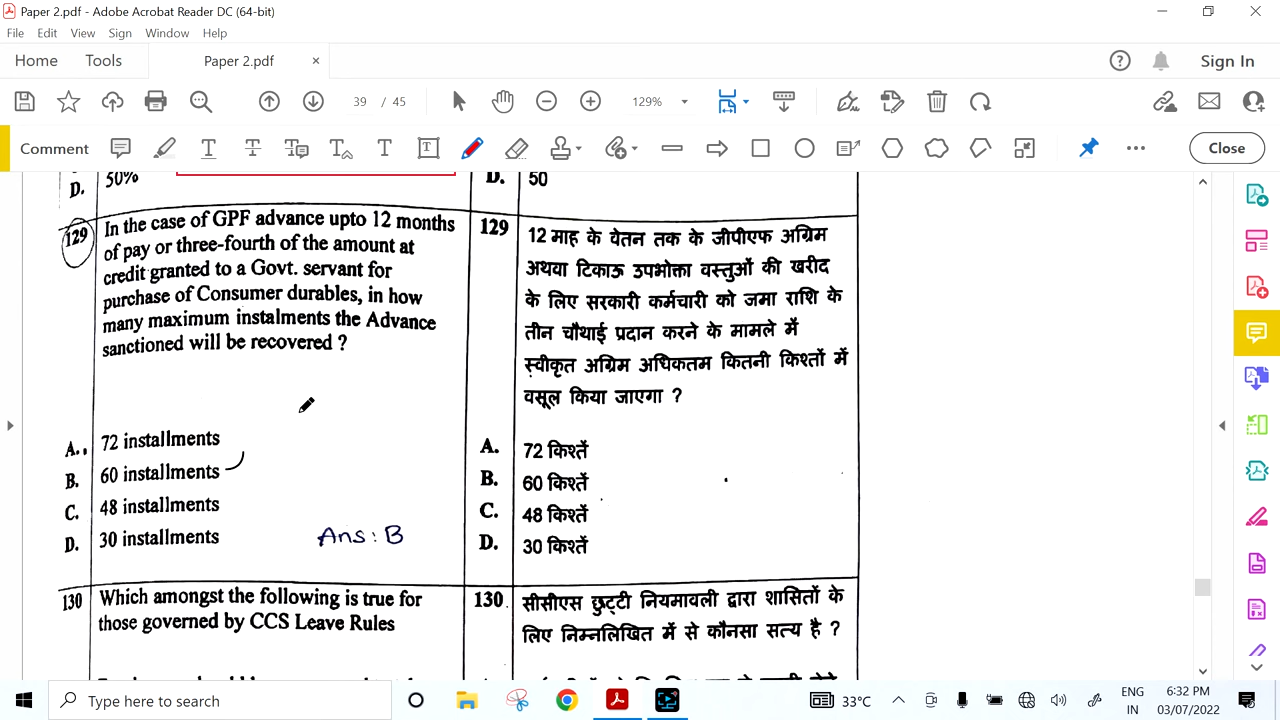 Paper 2.pdf - Adobe Acrobat Reader DC (64-bit)
File Edit View Sign Window Help
Home Tools Paper 2.pdf × Sign In
39 / 45 129%
Comment Close
D. 50% D. 50
129 In the case of GPF advance upto 12 months
of pay or three-fourth of the amount at
credit granted to a Govt. servant for
purchase of Consumer durables, in how
many maximum instalments the Advance
sanctioned will be recovered ?
A. 72 installments
B. 60 installments
C. 48 installments
D. 30 installments
Ans: B
129 12 माह के वेतन तक के जीपीएफ अग्रिम
अथवा टिकाऊ उपभोक्ता वस्तुओं की खरीद
के लिए सरकारी कर्मचारी को जमा राशि के
तीन चौथाई प्रदान करने के मामले में
स्वीकृत अग्रिम अधिकतम कितनी किश्तों में
वसूल किया जाएगा ?
A. 72 किश्तें
B. 60 किश्तें
C. 48 किश्तें
D. 30 किश्तें
130 Which amongst the following is true for
those governed by CCS Leave Rules
130. सीसीएस छुट्टी नियमावली द्वारा शासितों के
लिए निम्नलिखित में से कौनसा सत्य है ?
Type here to search
33°C
ENG
IN
6:32 PM
03/07/2022